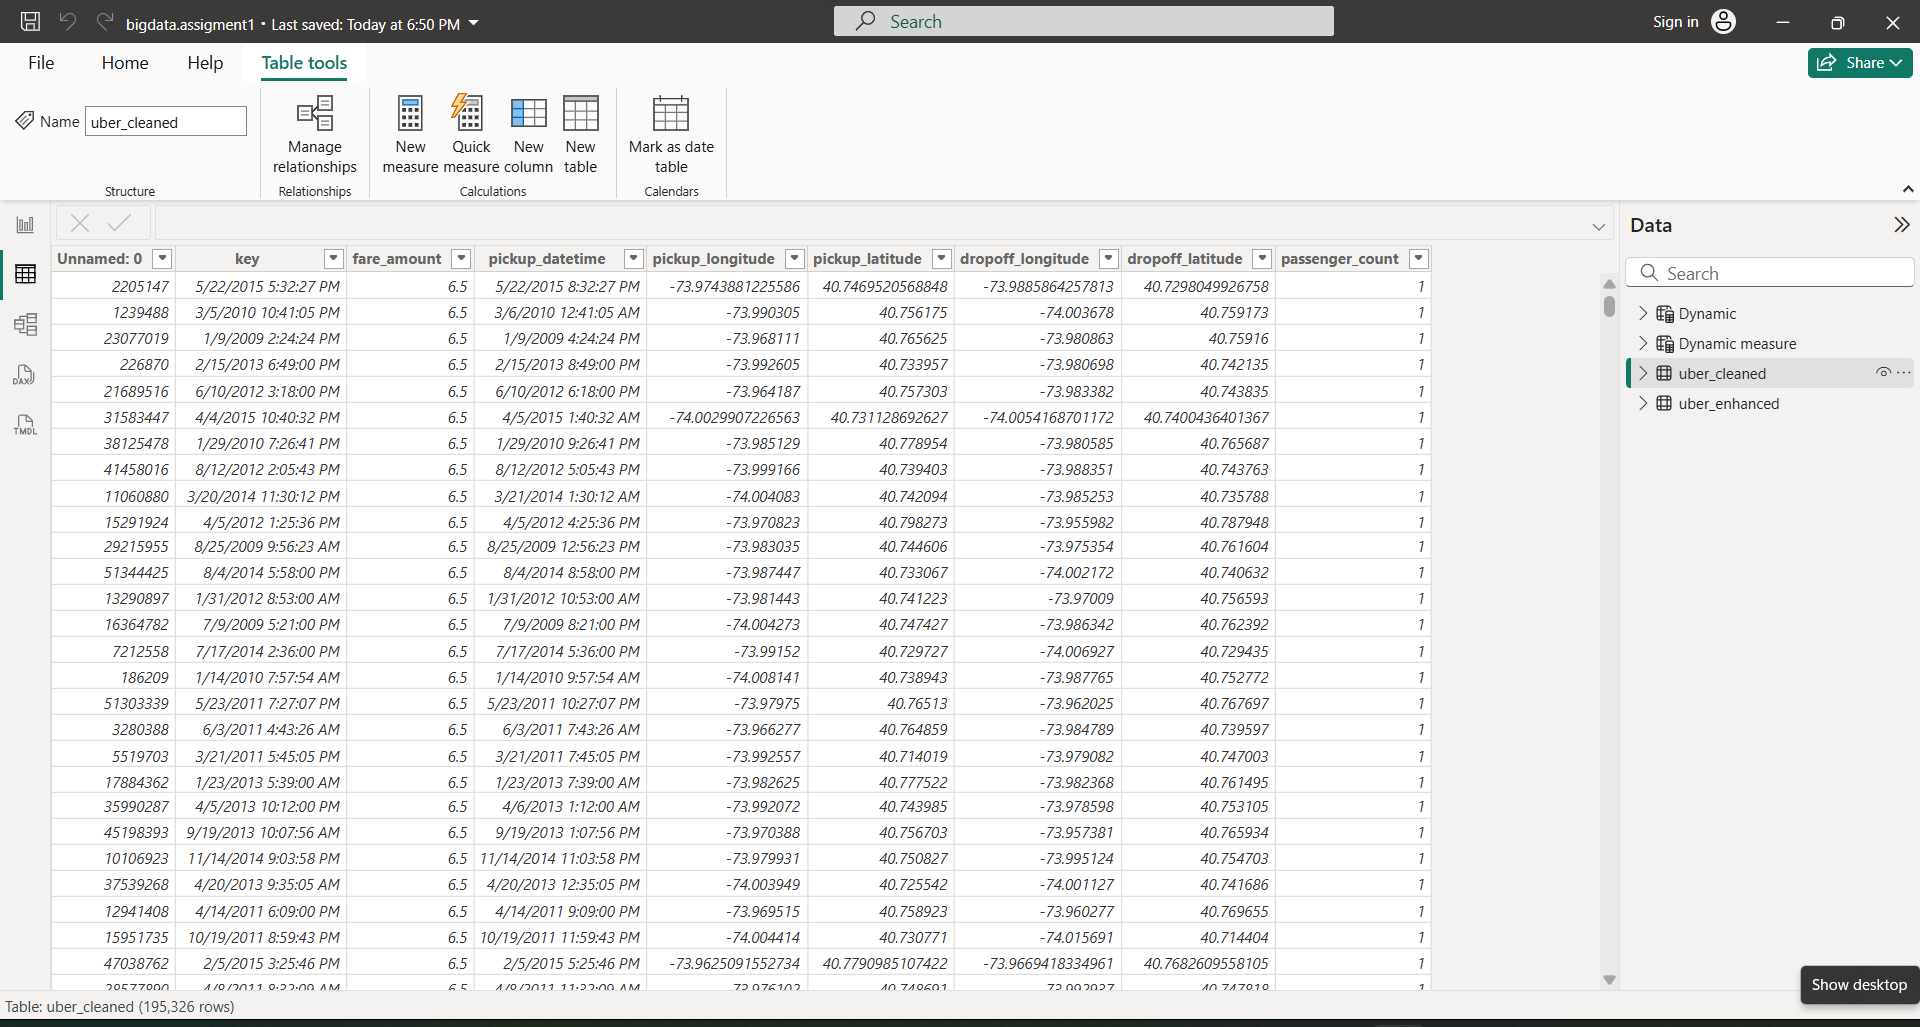 bigdata.assigment1 • Last saved: Today at 6:50 PM
Search
Sign in
File Home Help Table tools
Share
Name uber_cleaned
Manage relationships
New measure
Quick measure
New column
New table
Mark as date table
Structure Relationships Calculations Calendars
Unnamed: 0 key fare_amount pickup_datetime pickup_longitude pickup_latitude dropoff_longitude dropoff_latitude passenger_count
2205147 5/22/2015 5:32:27 PM 6.5 5/22/2015 8:32:27 PM -73.9743881225586 40.7469520568848 -73.9885864257813 40.7298049926758 1
1239488 3/5/2010 10:41:05 PM 6.5 3/6/2010 12:41:05 AM -73.990305 40.756175 -74.003678 40.759173 1
23077019 1/9/2009 2:24:24 PM 6.5 1/9/2009 4:24:24 PM -73.968111 40.765625 -73.980863 40.75916 1
226870 2/15/2013 6:49:00 PM 6.5 2/15/2013 8:49:00 PM -73.992605 40.733957 -73.980698 40.742135 1
21689516 6/10/2012 3:18:00 PM 6.5 6/10/2012 6:18:00 PM -73.964187 40.757303 -73.983382 40.743835 1
31583447 4/4/2015 10:40:32 PM 6.5 4/5/2015 1:40:32 AM -74.0029907226563 40.731128692627 -74.0054168701172 40.7400436401367 1
38125478 1/29/2010 7:26:41 PM 6.5 1/29/2010 9:26:41 PM -73.985129 40.778954 -73.980585 40.765687 1
41458016 8/12/2012 2:05:43 PM 6.5 8/12/2012 5:05:43 PM -73.999166 40.739403 -73.988351 40.743763 1
11060880 3/20/2014 11:30:12 PM 6.5 3/21/2014 1:30:12 AM -74.004083 40.742094 -73.985253 40.735788 1
15291924 4/5/2012 1:25:36 PM 6.5 4/5/2012 4:25:36 PM -73.970823 40.798273 -73.955982 40.787948 1
29215955 8/25/2009 9:56:23 AM 6.5 8/25/2009 12:56:23 PM -73.983035 40.744606 -73.975354 40.761604 1
51344425 8/4/2014 5:58:00 PM 6.5 8/4/2014 8:58:00 PM -73.987447 40.733067 -74.002172 40.740632 1
13290897 1/31/2012 8:53:00 AM 6.5 1/31/2012 10:53:00 AM -73.981443 40.741223 -73.97009 40.756593 1
16364782 7/9/2009 5:21:00 PM 6.5 7/9/2009 8:21:00 PM -74.004273 40.747427 -73.986342 40.762392 1
7212558 7/17/2014 2:36:00 PM 6.5 7/17/2014 5:36:00 PM -73.99152 40.729727 -74.006927 40.729435 1
186209 1/14/2010 7:57:54 AM 6.5 1/14/2010 9:57:54 AM -74.008141 40.738943 -73.987765 40.752772 1
51303339 5/23/2011 7:27:07 PM 6.5 5/23/2011 10:27:07 PM -73.97975 40.76513 -73.962025 40.767697 1
3280388 6/3/2011 4:43:26 AM 6.5 6/3/2011 7:43:26 AM -73.966277 40.764859 -73.984789 40.739597 1
5519703 3/21/2011 5:45:05 PM 6.5 3/21/2011 7:45:05 PM -73.992557 40.714019 -73.979082 40.747003 1
17884362 1/23/2013 5:39:00 AM 6.5 1/23/2013 7:39:00 AM -73.982625 40.777522 -73.982368 40.761495 1
35990287 4/5/2013 10:12:00 PM 6.5 4/6/2013 1:12:00 AM -73.992072 40.743985 -73.978598 40.753105 1
45198393 9/19/2013 10:07:56 AM 6.5 9/19/2013 1:07:56 PM -73.970388 40.756703 -73.957381 40.765934 1
10106923 11/14/2014 9:03:58 PM 6.5 11/14/2014 11:03:58 PM -73.979931 40.750827 -73.995124 40.754703 1
37539268 4/20/2013 9:35:05 AM 6.5 4/20/2013 12:35:05 PM -74.003949 40.725542 -74.001127 40.741686 1
12941408 4/14/2011 6:09:00 PM 6.5 4/14/2011 9:09:00 PM -73.969515 40.758923 -73.960277 40.769655 1
15951735 10/19/2011 8:59:43 PM 6.5 10/19/2011 11:59:43 PM -74.004414 40.730771 -74.015691 40.714404 1
47038762 2/5/2015 3:25:46 PM 6.5 2/5/2015 5:25:46 PM -73.9625091552734 40.7790985107422 -73.9669418334961 40.7682609558105 1
Data
Search
Dynamic
Dynamic measure
uber_cleaned
uber_enhanced
DAX
TMDL
Show desktop
Table: uber_cleaned (195,326 rows)